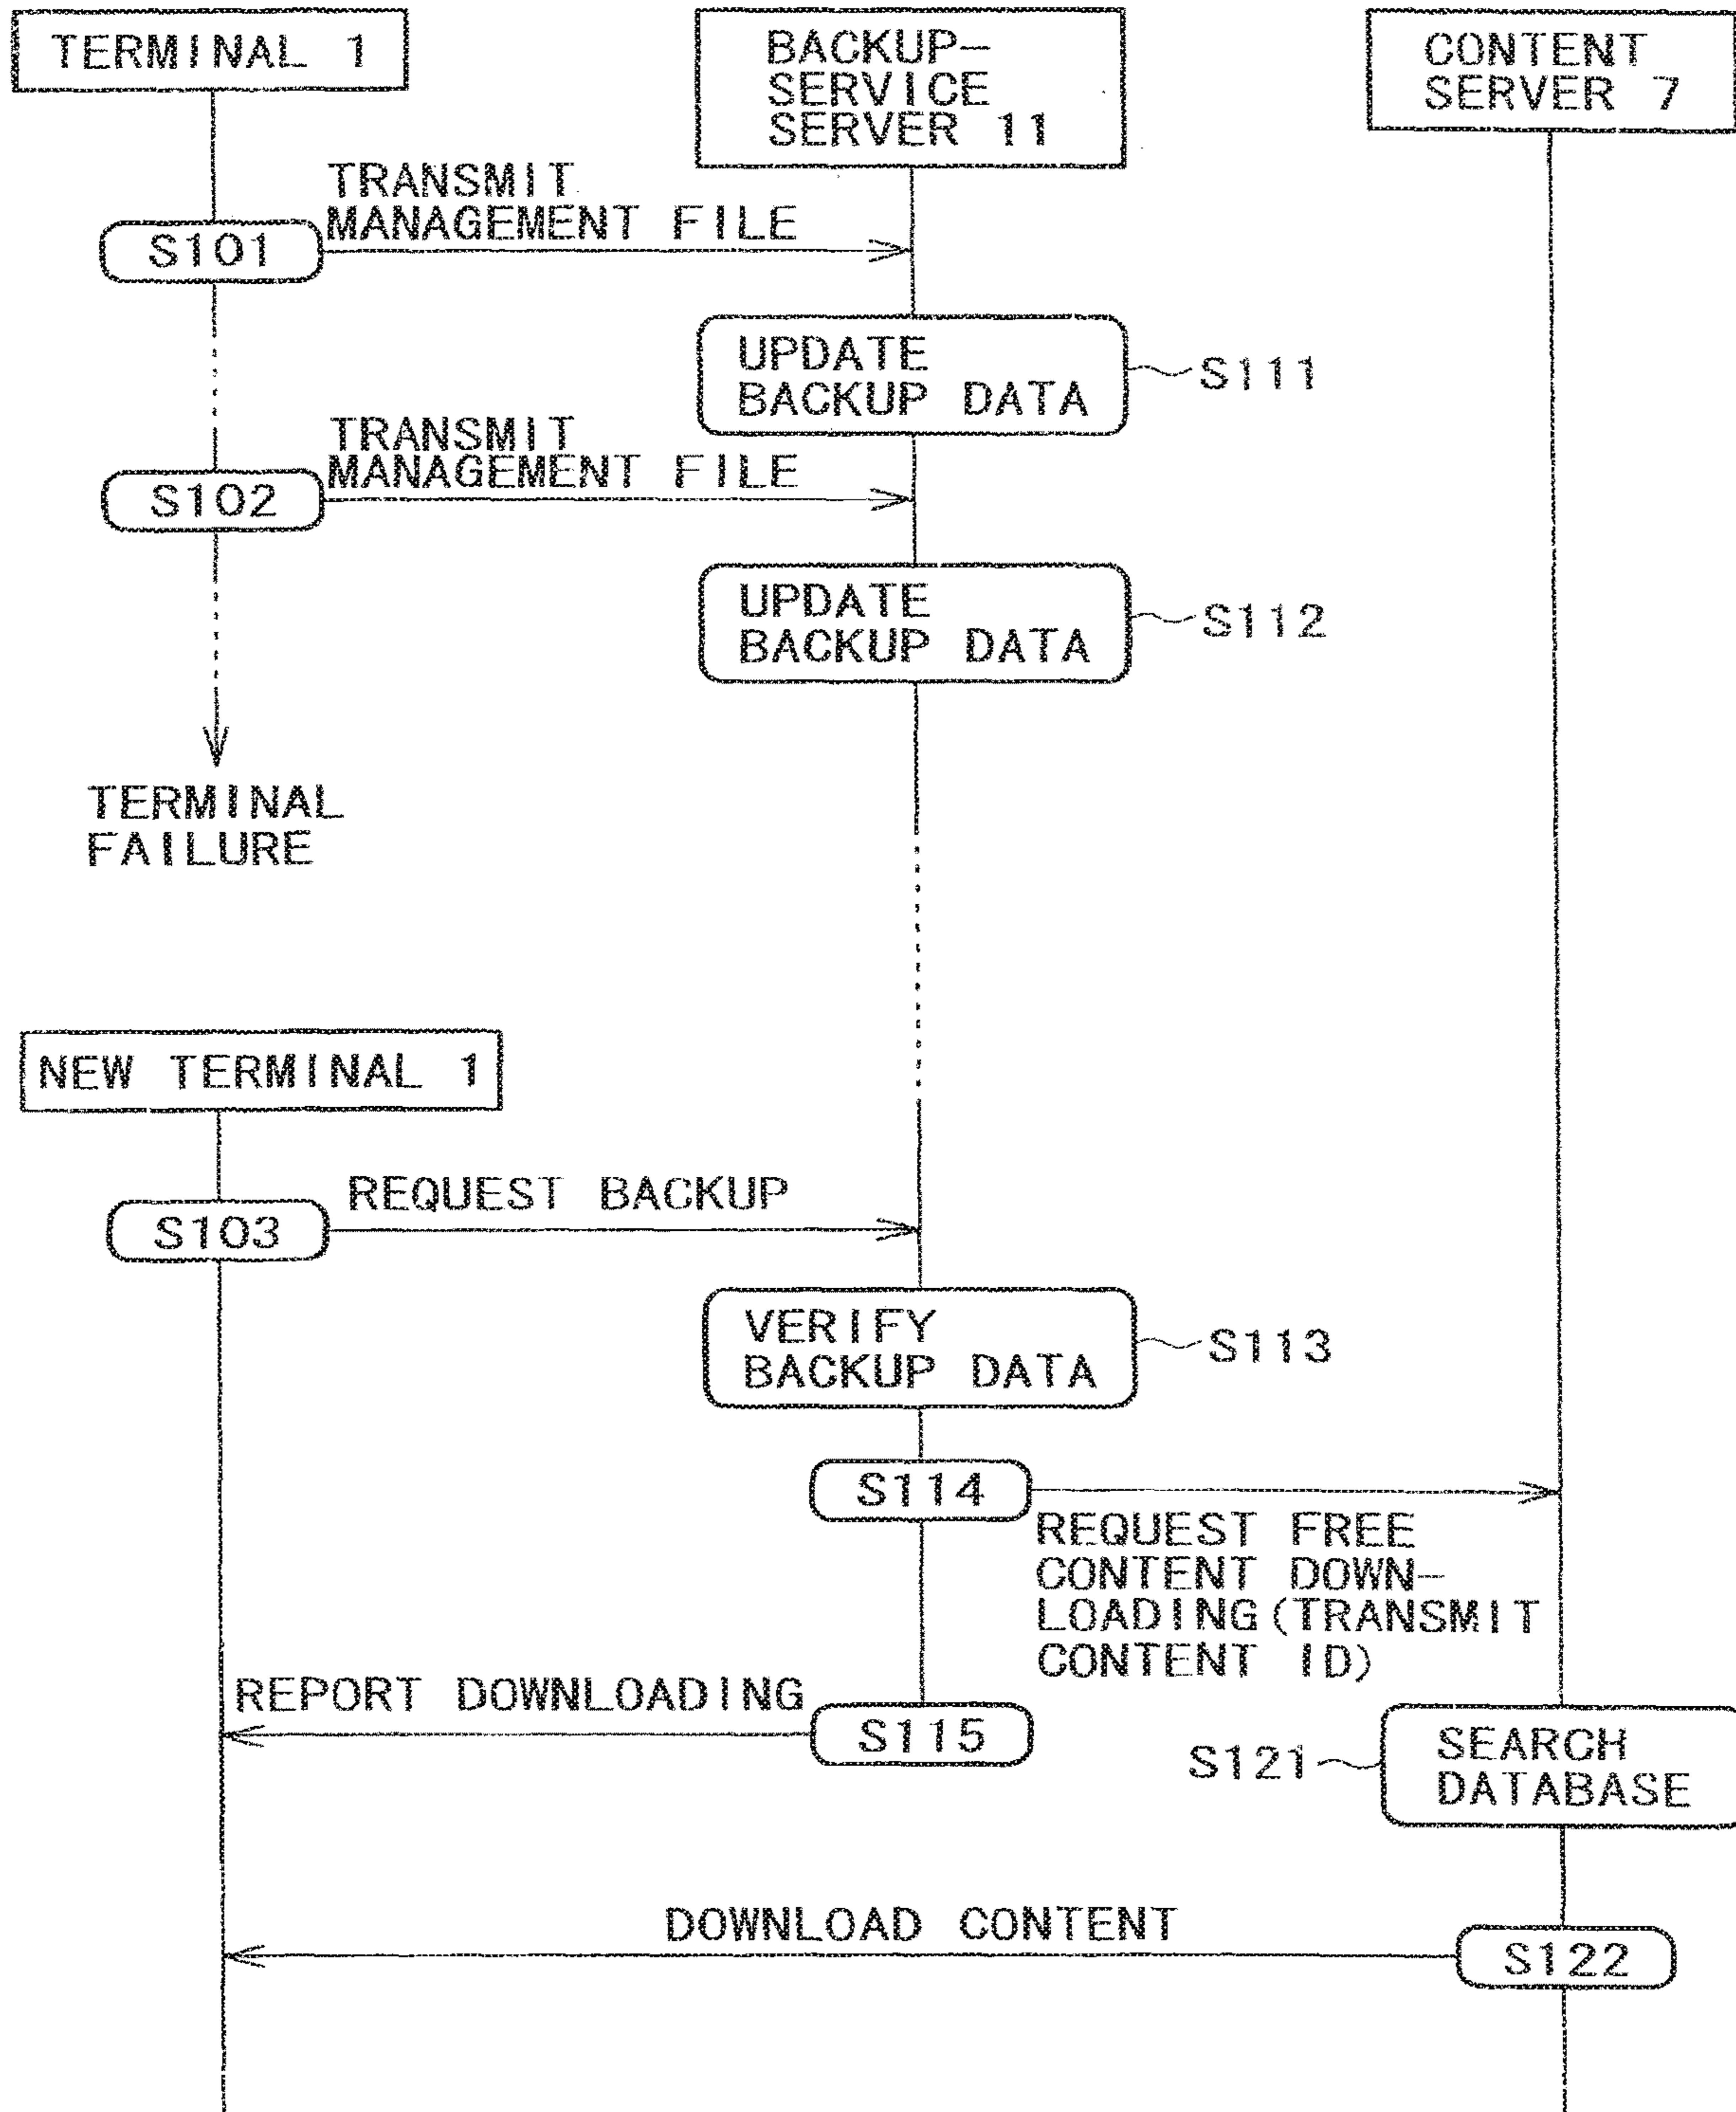 TERMINAL 1
BACKUP-
SERVICE
SERVER 11
CONTENT
SERVER 7
TRANSMIT
MANAGEMENT FILE
S101
UPDATE
BACKUP DATA
S111
TRANSMIT
MANAGEMENT FILE
S102
UPDATE
BACKUP DATA
S112
TERMINAL
FAILURE
NEW TERMINAL 1
REQUEST BACKUP
S103
VERIFY
BACKUP DATA
S113
S114
REQUEST FREE
CONTENT DOWN-
LOADING(TRANSMIT
CONTENT ID)
REPORT DOWNLOADING
S115
S121
SEARCH
DATABASE
DOWNLOAD CONTENT
S122